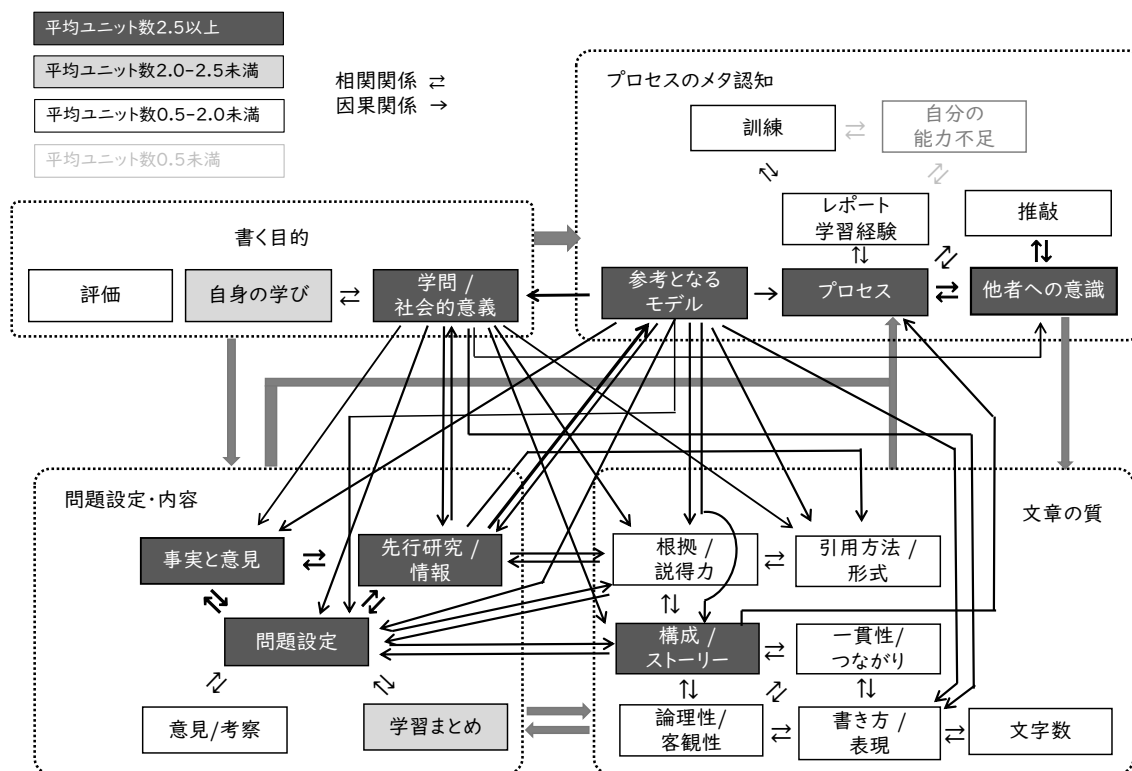 平均ユニット数2.5以上
平均ユニット数2.0-2.5未満
平均ユニット数0.5-2.0未満
平均ユニット数0.5未満
相関関係 ⇄
因果関係 →
プロセスのメタ認知
訓練
自分の
能力不足
レポート
学習経験
推敲
書く目的
評価
自身の学び
学問 /
社会的意義
参考となる
モデル
プロセス
他者への意識
問題設定・内容
文章の質
事実と意見
先行研究 /
情報
根拠 /
説得力
引用方法 /
形式
問題設定
構成 /
ストーリー
一貫性/
つながり
意見/考察
学習まとめ
論理性/
客観性
書き方 /
表現
文字数